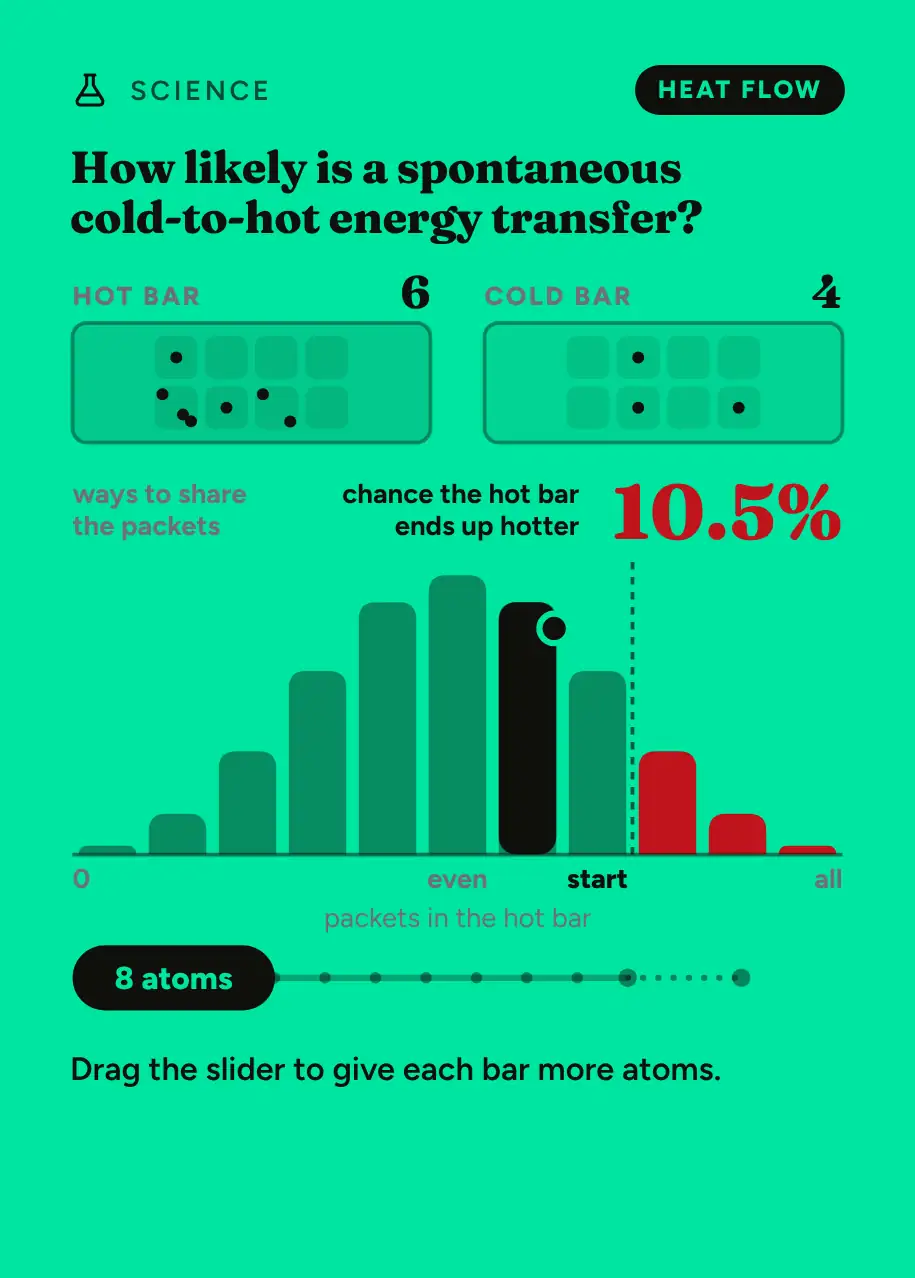 SCIENCE
HEAT FLOW
How likely is a spontaneous
cold-to-hot energy transfer?
HOT BAR
6
COLD BAR
4
ways to share
the packets
chance the hot bar
ends up hotter
10.5%
0
even
start
all
packets in the hot bar
8 atoms
Drag the slider to give each bar more atoms.